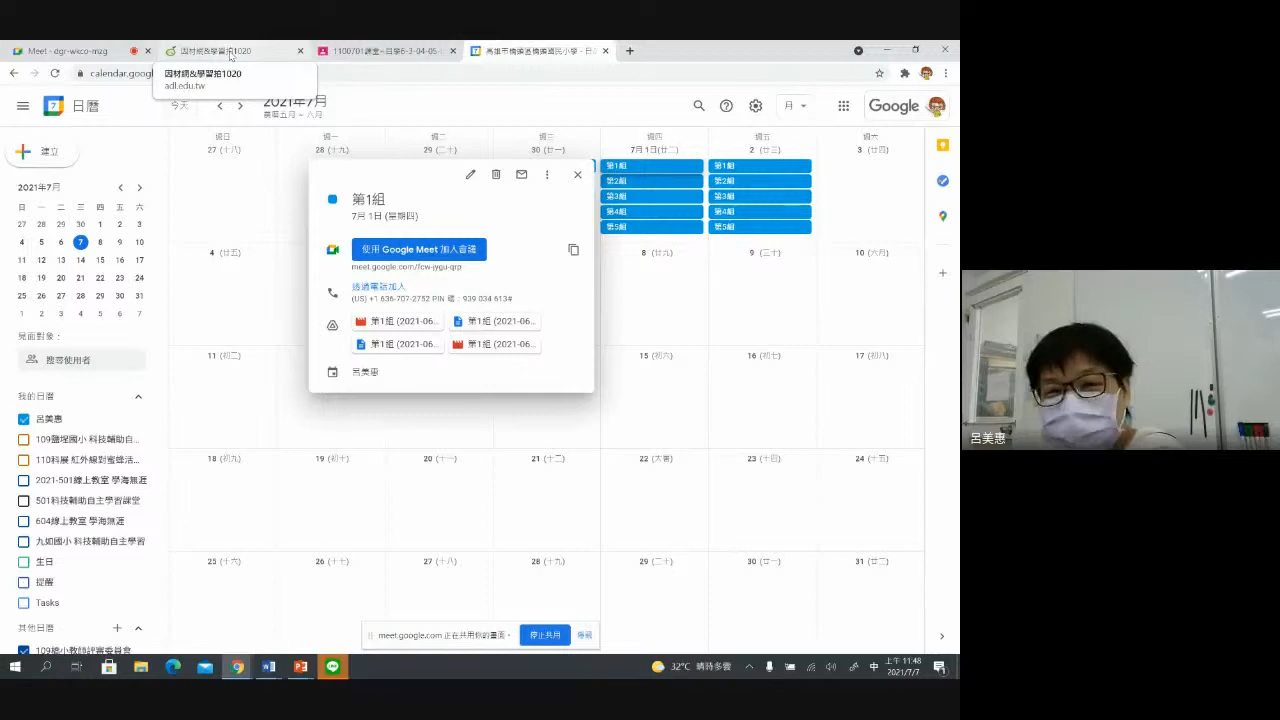 Meet - dgr-wkco-mzg
因材網&學習拍1020
1100701課堂~自學6-3-04-05-
高雄市橋頭區橋頭國民小學 - 日
calendar.googl
因材網&學習拍1020
adl.edu.tw
日曆
今天
2021年7月
農曆五月 ~ 六月
月
Google
建立
週日
週一
週二
週三
週四
週五
週六
27 (十八)
28 (十九)
29 (二十)
30 (廿一)
7月 1日 (廿二)
2 (廿三)
3 (廿四)
第1組
第2組
第3組
第4組
第5組
第1組
第2組
第3組
第4組
第5組
第1組
7月 1日 (星期四)
使用 Google Meet 加入會議
meet.google.com/fcw-jygu-qrp
透過電話加入
(US) +1 636-707-2752 PIN 碼：939 034 613#
第1組 (2021-06...
第1組 (2021-06...
第1組 (2021-06...
第1組 (2021-06...
呂美惠
2021年7月
日 一 二 三 四 五 六
27 28 29 30 1 2 3
4 5 6 7 8 9 10
11 12 13 14 15 16 17
18 19 20 21 22 23 24
25 26 27 28 29 30 31
1 2 3 4 5 6 7
4 (廿五)
8 (廿九)
9 (三十)
10 (六月)
11 (初二)
15 (初六)
16 (初七)
17 (初八)
18 (初九)
19 (初十)
20 (十一)
21 (十二)
22 (大暑)
23 (十四)
24 (十五)
25 (十六)
26 (十七)
27 (十八)
28 (十九)
29 (二十)
30 (廿一)
31 (廿二)
見面對象：
搜尋使用者
我的日曆
呂美惠
109鹽埕國小 科技輔助自...
110科展 紅外線對蜜蜂活...
2021-501線上教室 學海無涯
501科技輔助自主學習課堂
604線上教室 學海無涯
九如國小 科技輔助自主學習
生日
提醒
Tasks
其他日曆
109橋小教師評審委員會
meet.google.com 正在共用你的畫面。
停止共用
隱藏
32°C 晴時多雲
中
上午 11:48
2021/7/7
呂美惠